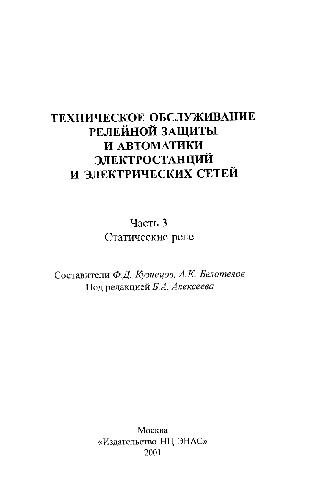 ТЕХНИЧЕСКОЕ ОБСЛУЖИВАНИЕ
РЕЛЕЙНОЙ ЗАЩИТЫ
И АВТОМАТИКИ
ЭЛЕКТРОСТАНЦИЙ
И ЭЛЕКТРИЧЕСКИХ СЕТЕЙ
Часть 3
Статические реле
Составители Ф.Д. Кузнецов, А.К. Белотелов
Под редакцией Б.А. Алексеева
Москва
«Издательство НЦ ЭНАС»
2001